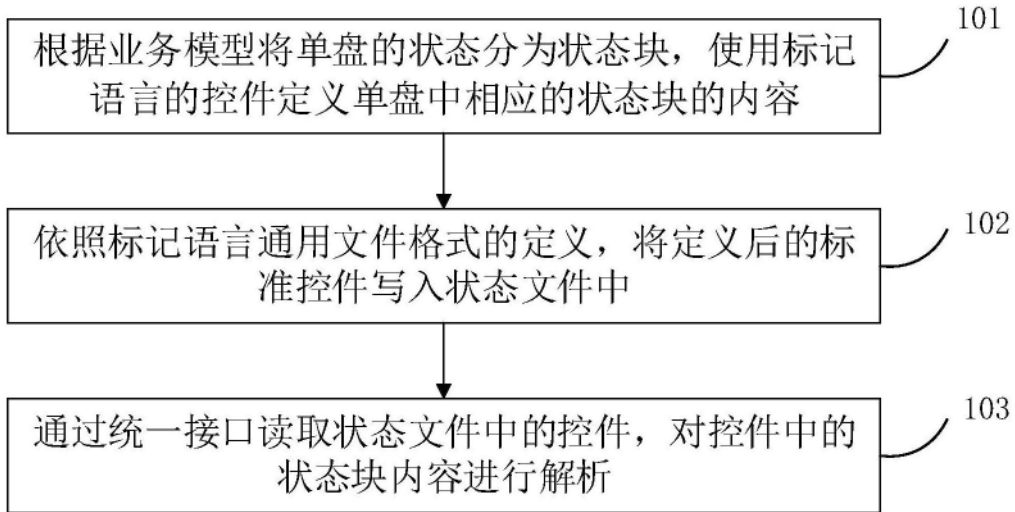 101
根据业务模型将单盘的状态分为状态块，使用标记
语言的控件定义单盘中相应的状态块的内容
102
依照标记语言通用文件格式的定义，将定义后的标
准控件写入状态文件中
103
通过统一接口读取状态文件中的控件，对控件中的
状态块内容进行解析